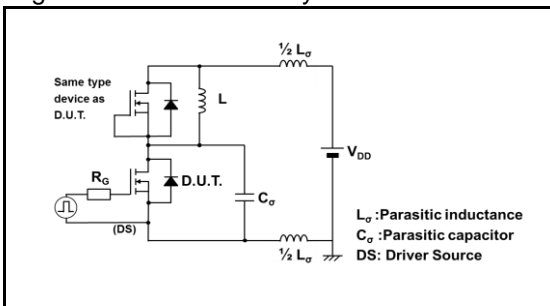 ½ Lσ
Same type
device as
D.U.T.
L
VDD
RG
D.U.T.
Cσ
(DS)
½ Lσ
Lσ :Parasitic inductance
Cσ :Parasitic capacitor
DS: Driver Source